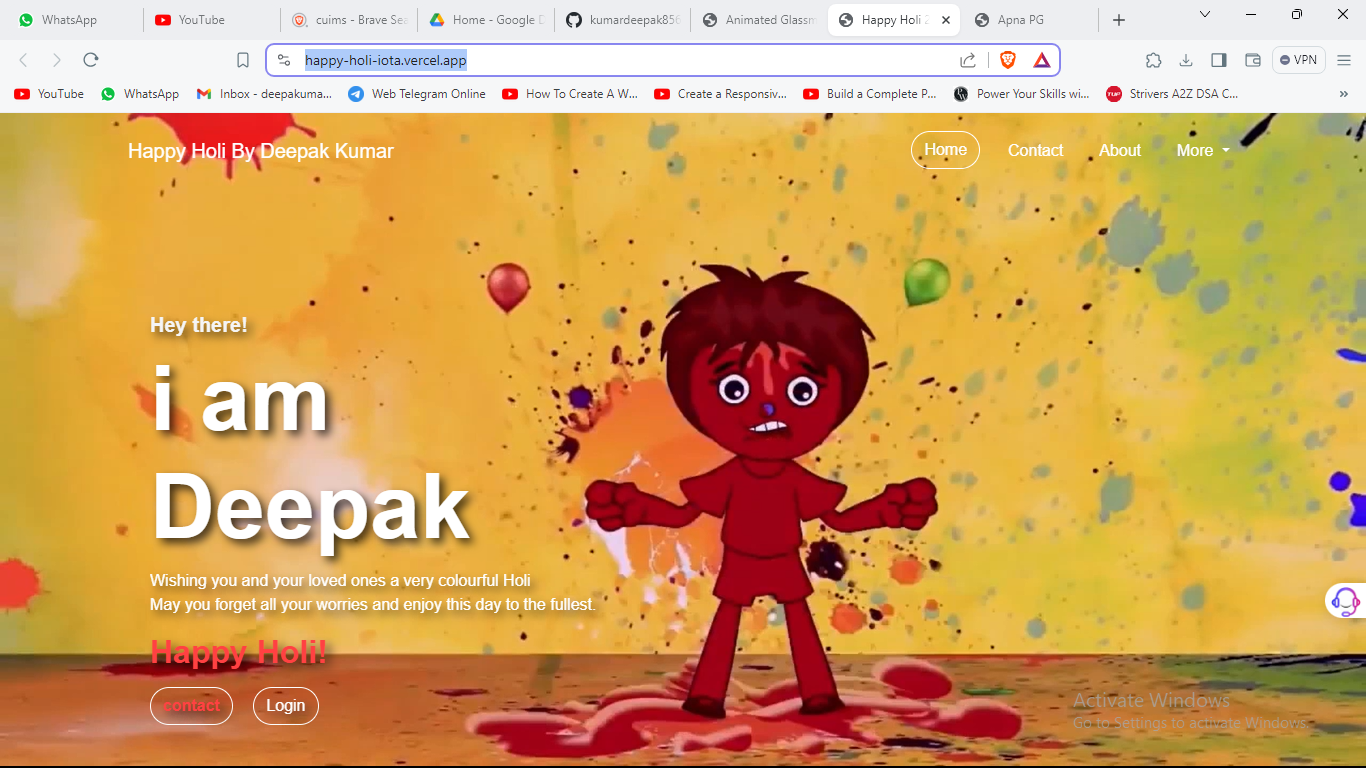 WhatsApp
YouTube
cuims - Brave Sea
Home - Google D
kumardeepak856
Animated Glassm
Happy Holi 2
Apna PG
happy-holi-iota.vercel.app
VPN
YouTube
WhatsApp
Inbox - deepakuma...
Web Telegram Online
How To Create A W...
Create a Responsiv...
Build a Complete P...
Power Your Skills wi...
TUF
Strivers A2Z DSA C...
Happy Holi By Deepak Kumar
Home
Contact
About
More
Hey there!
i am
Deepak
Wishing you and your loved ones a very colourful Holi
May you forget all your worries and enjoy this day to the fullest.
Happy Holi!
contact
Login
Activate Windows
Go to Settings to activate Windows.